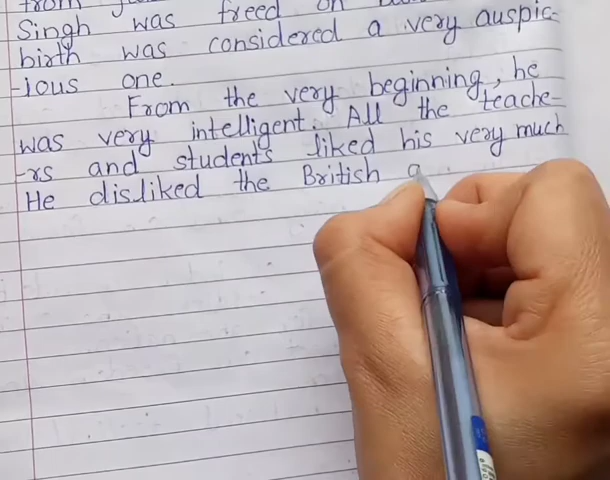 Singh was freed on
birth was considered a very auspic-
-ious one.
From the very beginning, he
was very intelligent. All the teache-
-rs and students liked his very much
He disliked the British a